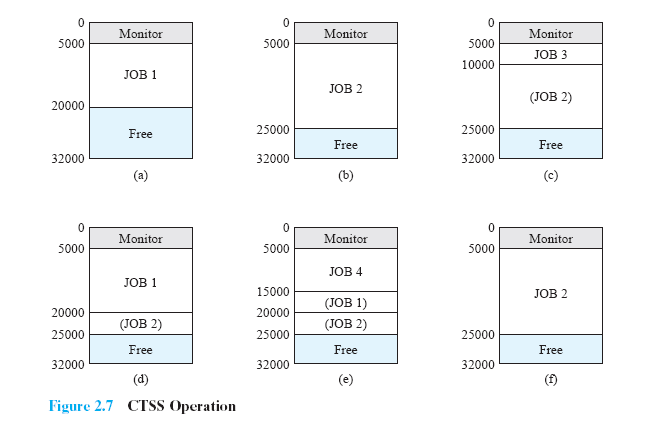 0
Monitor
5000
JOB 1
20000
Free
32000
(a)
0
Monitor
5000
JOB 2
25000
Free
32000
(b)
0
Monitor
5000
JOB 3
10000
(JOB 2)
25000
Free
32000
(c)
0
Monitor
5000
JOB 1
20000
(JOB 2)
25000
Free
32000
(d)
0
Monitor
5000
JOB 4
15000
(JOB 1)
20000
(JOB 2)
25000
Free
32000
(e)
0
Monitor
5000
JOB 2
25000
Free
32000
(f)
Figure 2.7 CTSS Operation